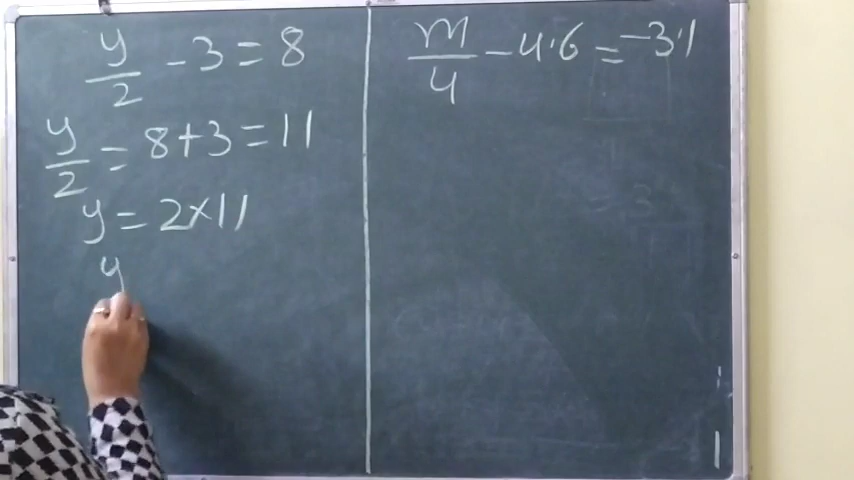 y/2 - 3 = 8
y/2 = 8 + 3 = 11
y = 2 × 11
y
m/4 - 4·6 = -3·1